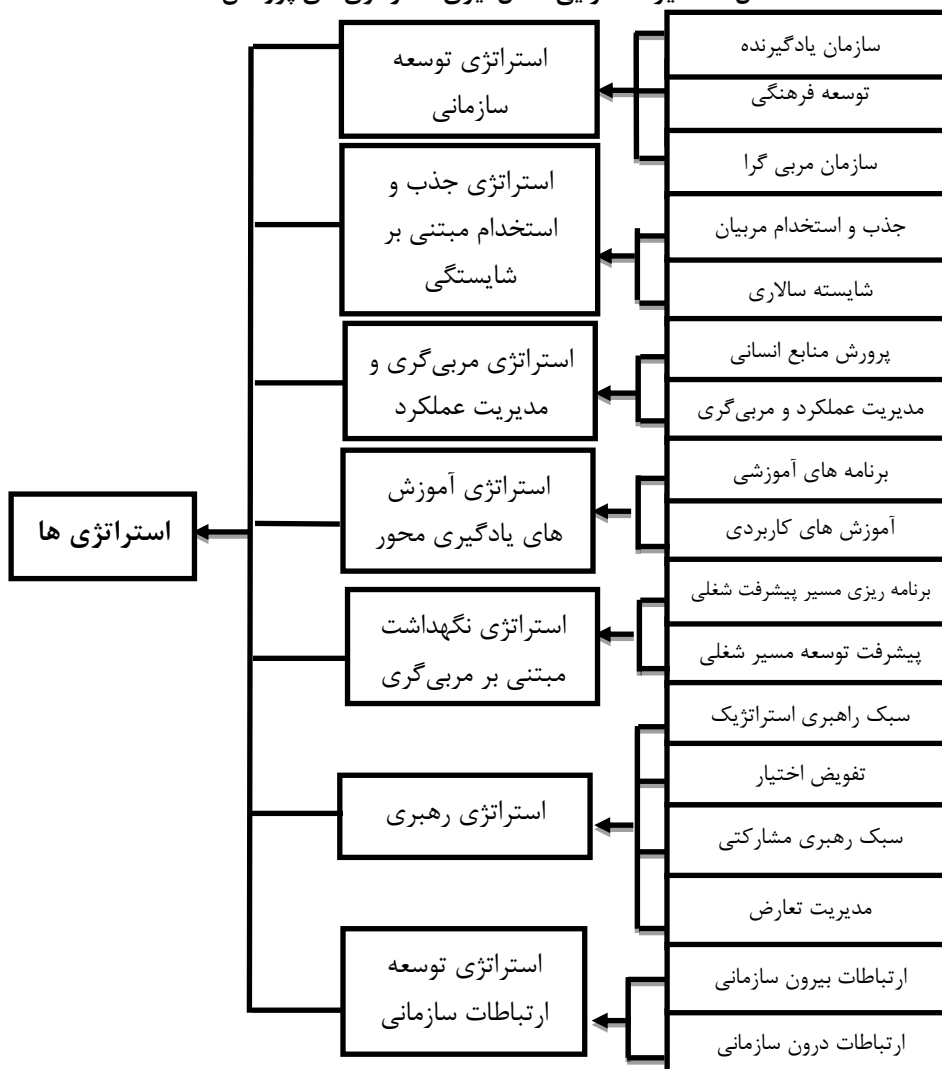 سازمان یادگیرنده
توسعه فرهنگی
سازمان مربی گرا
استراتژی توسعه
سازمانی
جذب و استخدام مربیان
شایسته سالاری
استراتژی جذب و
استخدام مبتنی بر
شایستگی
پرورش منابع انسانی
مدیریت عملکرد و مربی‌گری
استراتژی مربی‌گری و
مدیریت عملکرد
برنامه های آموزشی
آموزش های کاربردی
استراتژی آموزش
های یادگیری محور
برنامه ریزی مسیر پیشرفت شغلی
پیشرفت توسعه مسیر شغلی
استراتژی نگهداشت
مبتنی بر مربی‌گری
سبک راهبری استراتژیک
تفویض اختیار
سبک رهبری مشارکتی
مدیریت تعارض
استراتژی رهبری
ارتباطات بیرون سازمانی
ارتباطات درون سازمانی
استراتژی توسعه
ارتباطات سازمانی
استراتژی ها